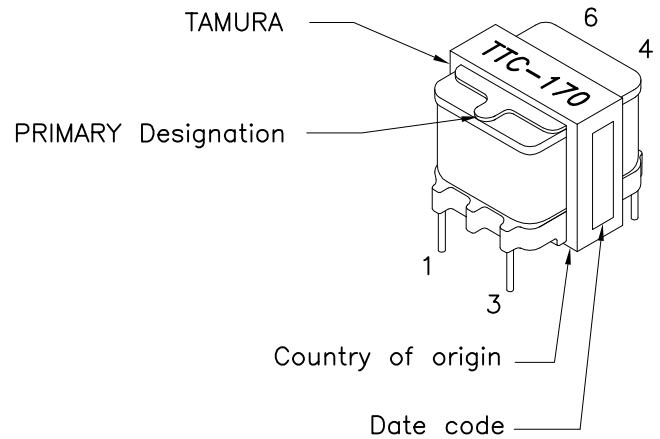 TAMURA
6
4
TTC-170
PRIMARY Designation
1
3
Country of origin
Date code